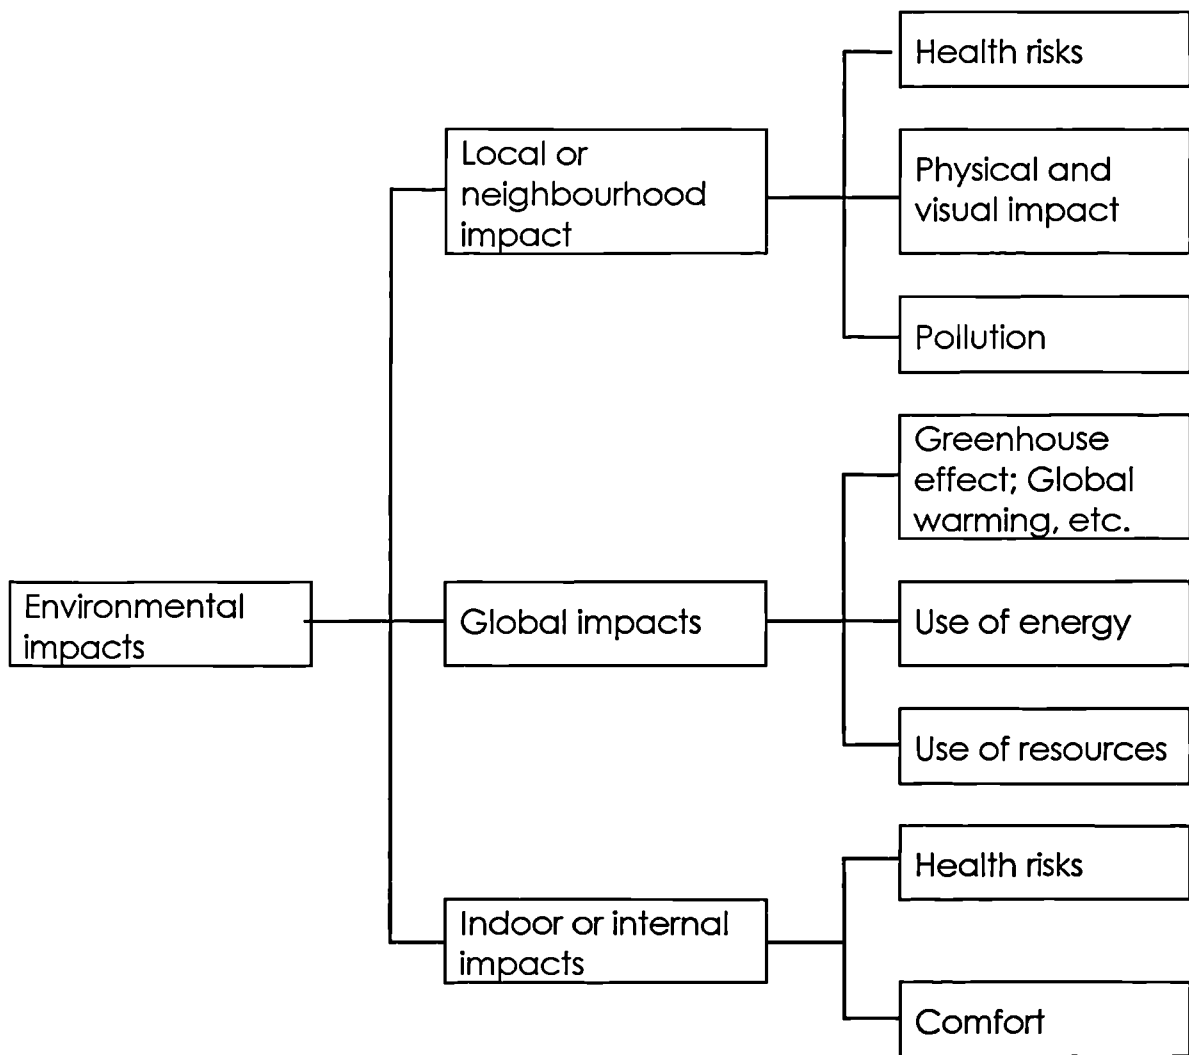 Health risks
Local or
neighbourhood
impact
Physical and
visual impact
Pollution
Greenhouse
effect; Global
warming, etc.
Environmental
impacts
Global impacts
Use of energy
Use of resources
Health risks
Indoor or internal
impacts
Comfort